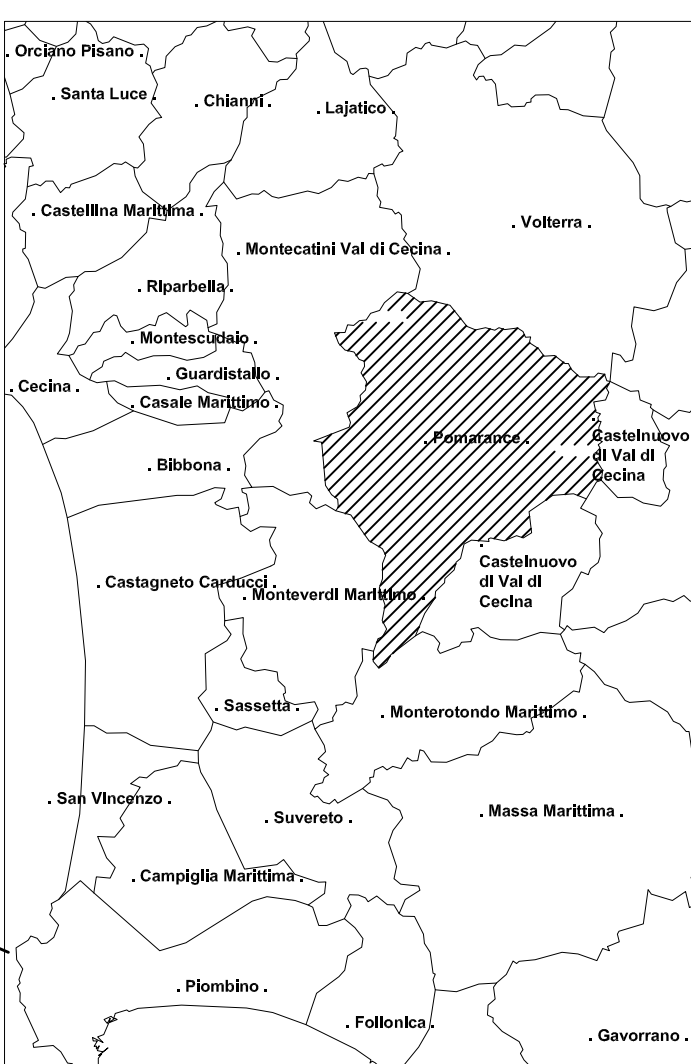 . Orciano Pisano .
. Santa Luce .
. Chianni .
. Lajatico .
. Castellina Marittima .
. Volterra .
. Montecatini Val di Cecina .
. Riparbella .
. Montescudaio .
. Guardistallo .
. Cecina .
. Casale Marittimo .
. Pomarance .
. Castelnuovo
di Val di
Cecina
. Bibbona .
. Castelnuovo
di Val di
Cecina
. Castagneto Carducci .
. Monteverdi Marittimo .
. Sassetta .
. Monterotondo Marittimo .
. San Vincenzo .
. Suvereto .
. Massa Marittima .
. Campiglia Marittima .
. Piombino .
. Follonica .
. Gavorrano .